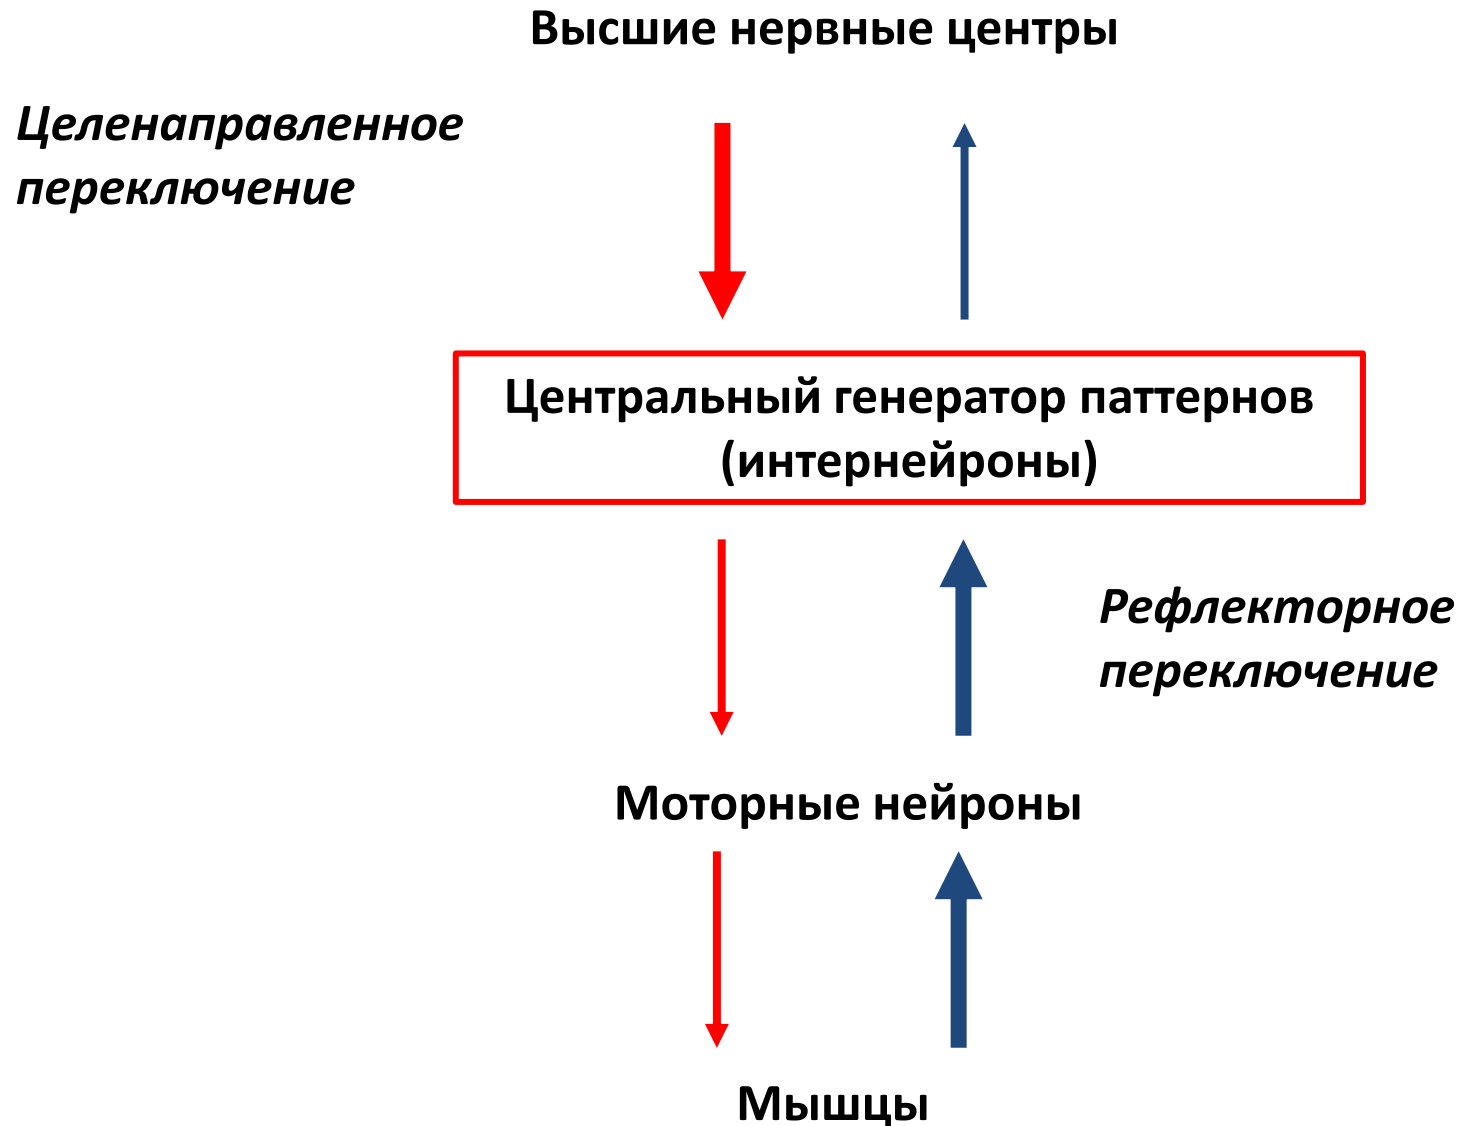 Высшие нервные центры
Целенаправленное
переключение
Центральный генератор паттернов
(интернейроны)
Рефлекторное
переключение
Моторные нейроны
Мышцы